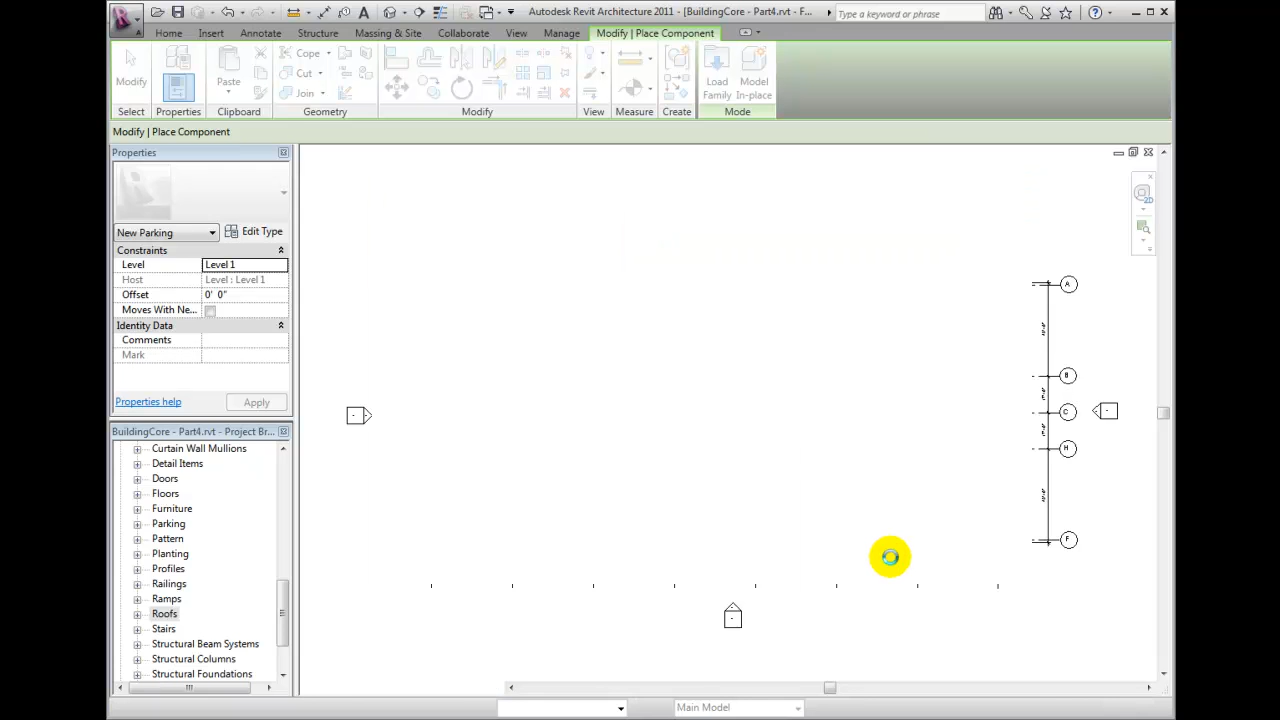 Autodesk Revit Architecture 2011 - [BuildingCore - Part4.rvt - F...
Type a keyword or phrase
Home Insert Annotate Structure Massing & Site Collaborate View Manage Modify | Place Component
Modify
Paste
Cope
Cut
Join
Load Family
Model In-place
Select Properties Clipboard Geometry Modify View Measure Create Mode
Modify | Place Component
Properties
New Parking Edit Type
Constraints
Level Level 1
Host Level : Level 1
Offset 0' 0"
Moves With Ne...
Identity Data
Comments
Mark
Properties help Apply
BuildingCore - Part4.rvt - Project Br...
Curtain Wall Mullions
Detail Items
Doors
Floors
Furniture
Parking
Pattern
Planting
Profiles
Railings
Ramps
Roofs
Stairs
Structural Beam Systems
Structural Columns
Structural Foundations
A
B
C
H
F
2D
Main Model